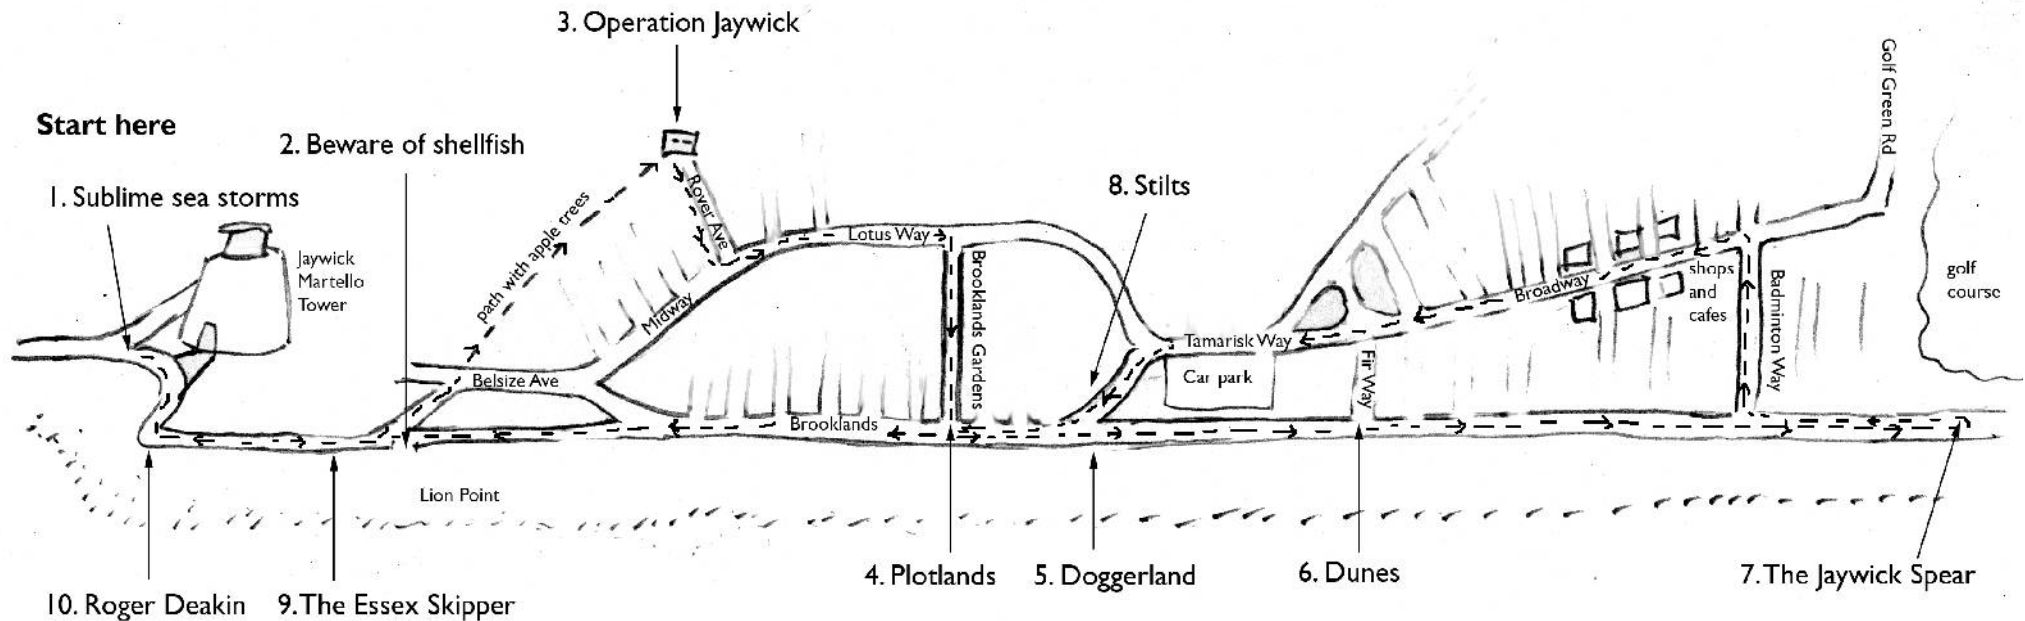 3. Operation Jaywick
Start here
2. Beware of shellfish
1. Sublime sea storms
8. Stilts
Golf Green Rd
Jaywick
Martello
Tower
path with apple trees
Rover Ave
Lotus Way
Midway
Brooklands Gardens
Belsize Ave
Brooklands
Tamarisk Way
Car park
Fir Way
Broadway
shops
and
cafes
Badminton Way
golf
course
Lion Point
4. Plotlands
5. Doggerland
6. Dunes
7. The Jaywick Spear
10. Roger Deakin
9. The Essex Skipper